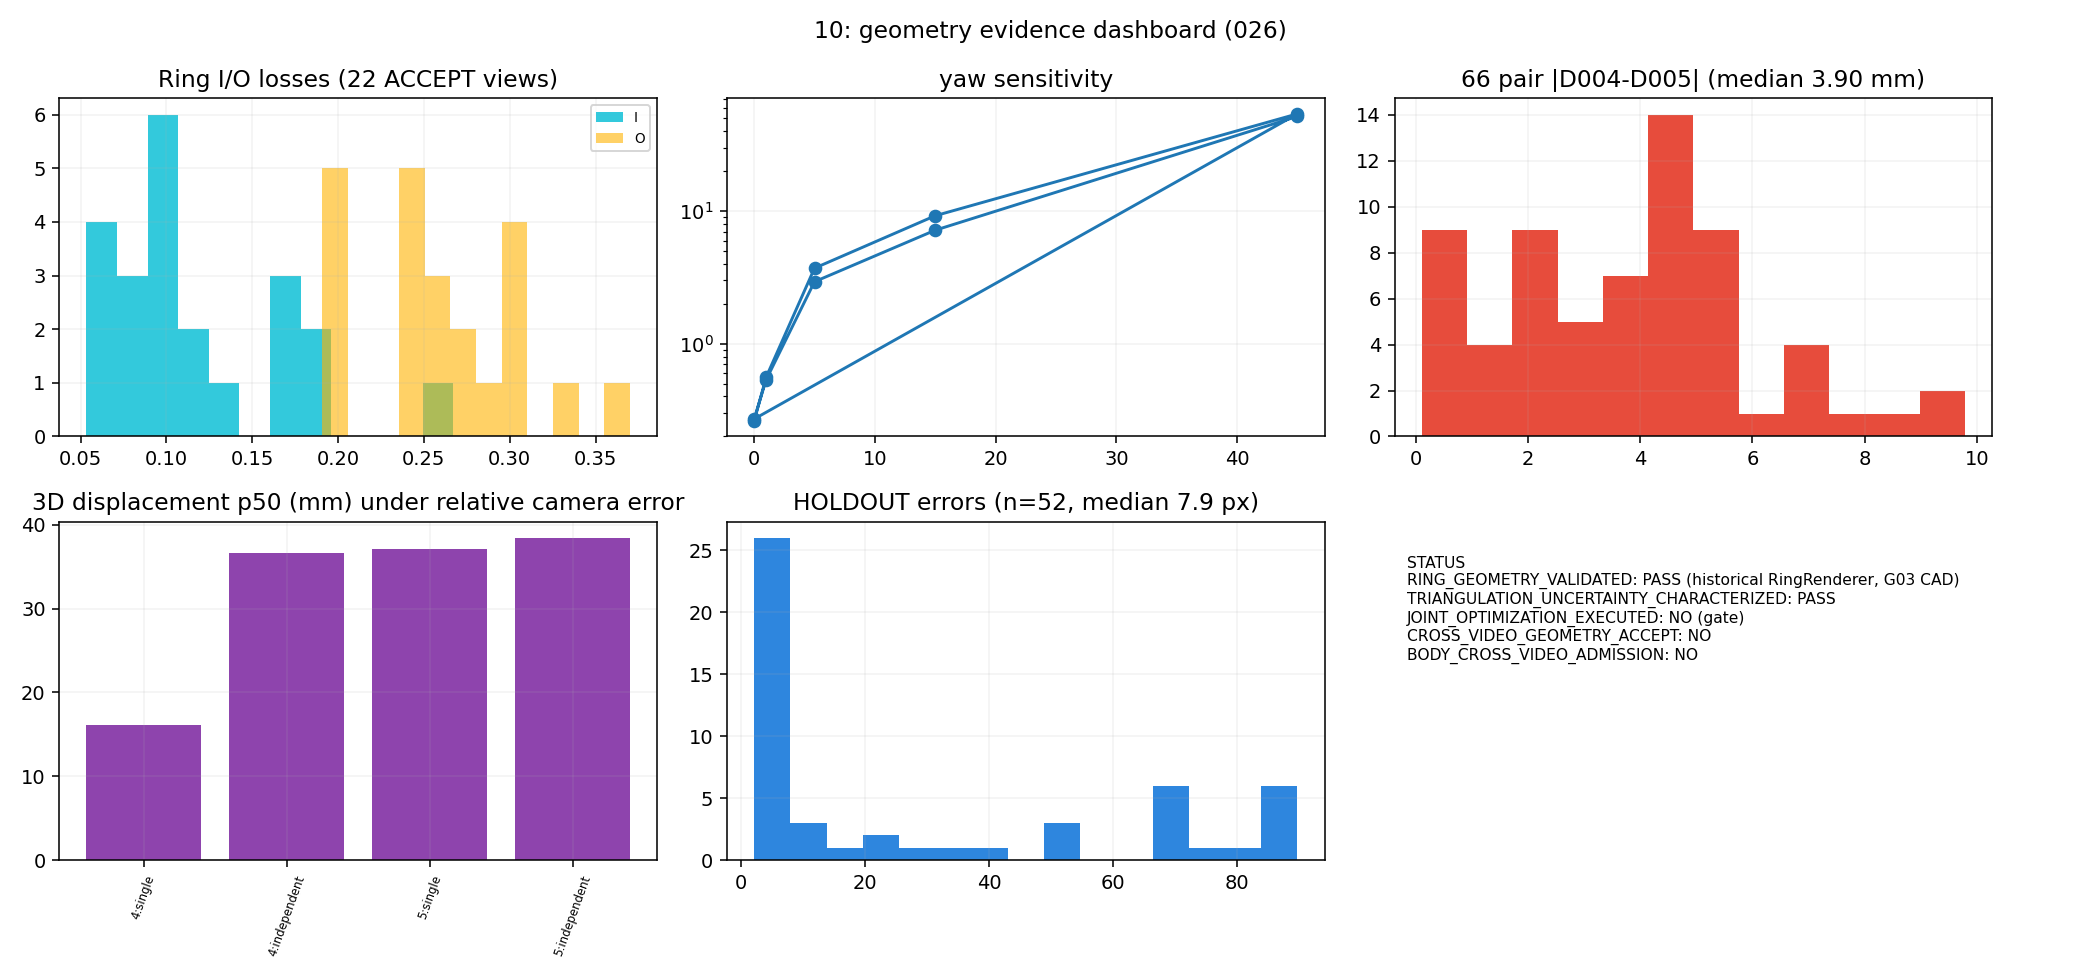 10: geometry evidence dashboard (026)
Ring I/O losses (22 ACCEPT views)
6
5
4
3
2
1
0
0.05 0.10 0.15 0.20 0.25 0.30 0.35
I
O
yaw sensitivity
10¹
10⁰
0 10 20 30 40
66 pair |D004-D005| (median 3.90 mm)
14
12
10
8
6
4
2
0
0 2 4 6 8 10
3D displacement p50 (mm) under relative camera error
40
30
20
10
0
4:single
4:independent
5:single
5:independent
HOLDOUT errors (n=52, median 7.9 px)
25
20
15
10
5
0
0 20 40 60 80
STATUS
RING_GEOMETRY_VALIDATED: PASS (historical RingRenderer, G03 CAD)
TRIANGULATION_UNCERTAINTY_CHARACTERIZED: PASS
JOINT_OPTIMIZATION_EXECUTED: NO (gate)
CROSS_VIDEO_GEOMETRY_ACCEPT: NO
BODY_CROSS_VIDEO_ADMISSION: NO